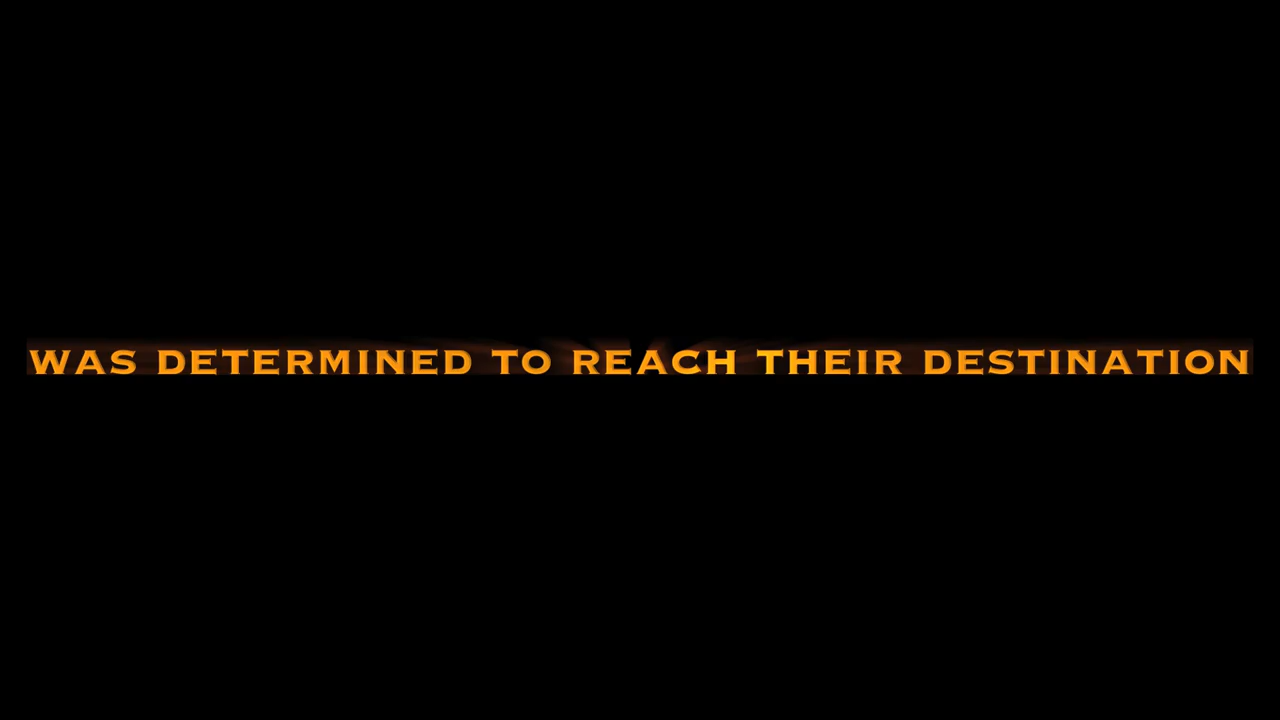 WAS DETERMINED TO REACH THEIR DESTINATION